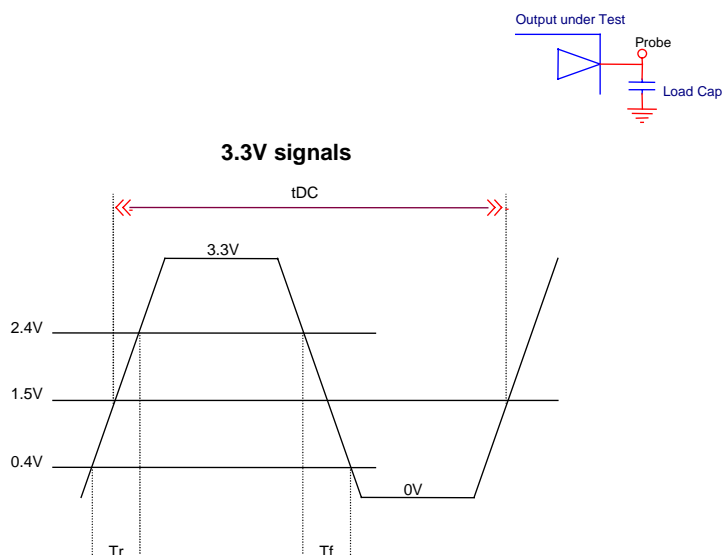 Output under Test
Probe
Load Cap
3.3V signals
tDC
3.3V
2.4V
1.5V
0.4V
0V
Tr
Tf